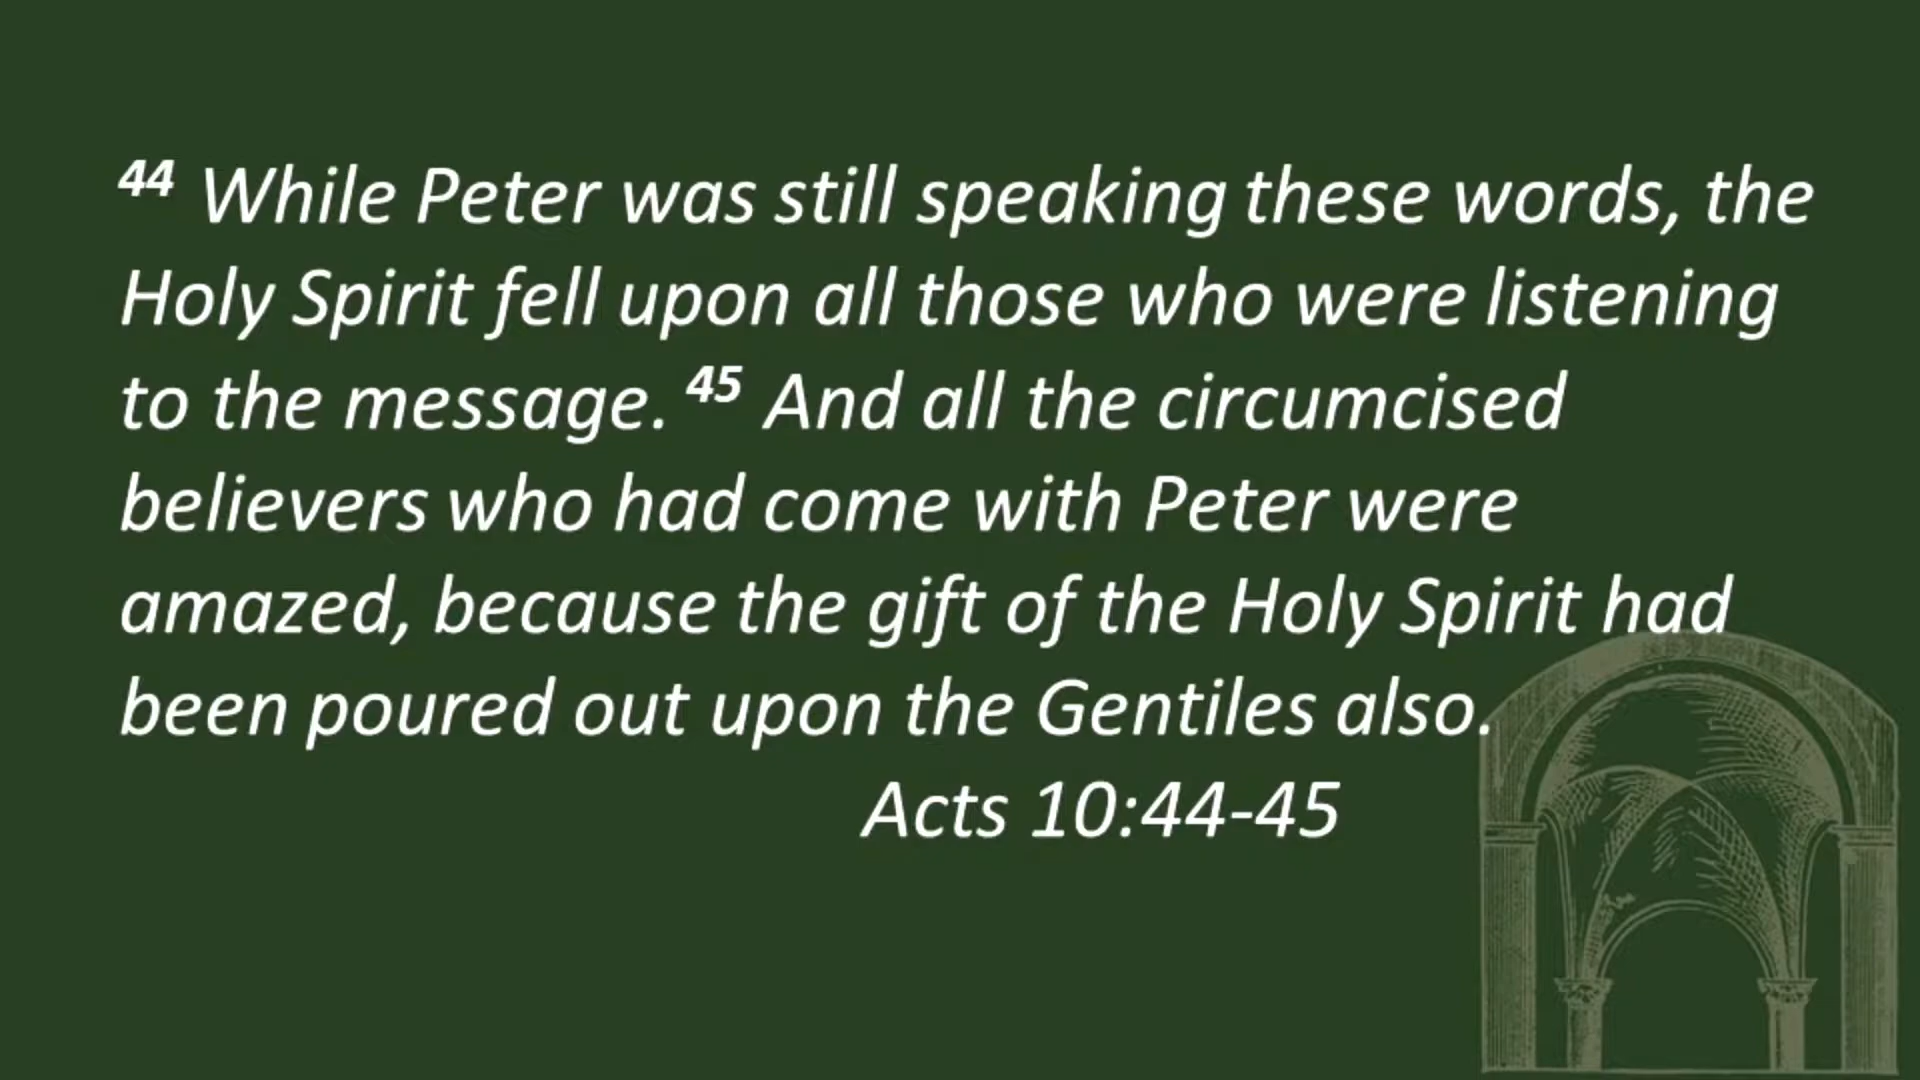 44 While Peter was still speaking these words, the
Holy Spirit fell upon all those who were listening
to the message. 45 And all the circumcised
believers who had come with Peter were
amazed, because the gift of the Holy Spirit had
been poured out upon the Gentiles also.
Acts 10:44-45